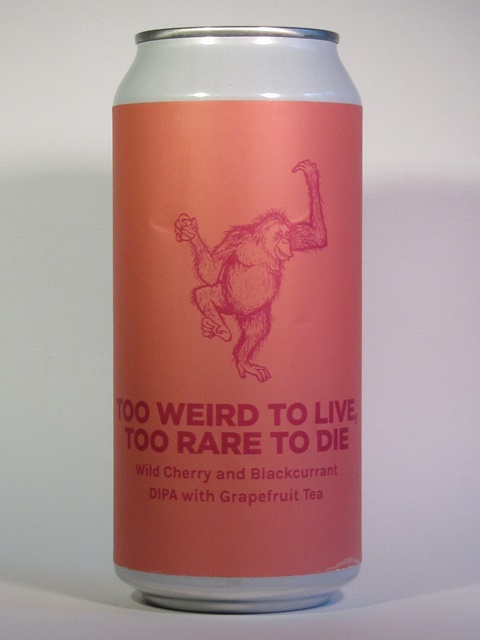 TOO WEIRD TO LIVE,
TOO RARE TO DIE
Wild Cherry and Blackcurrant
DIPA with Grapefruit Tea